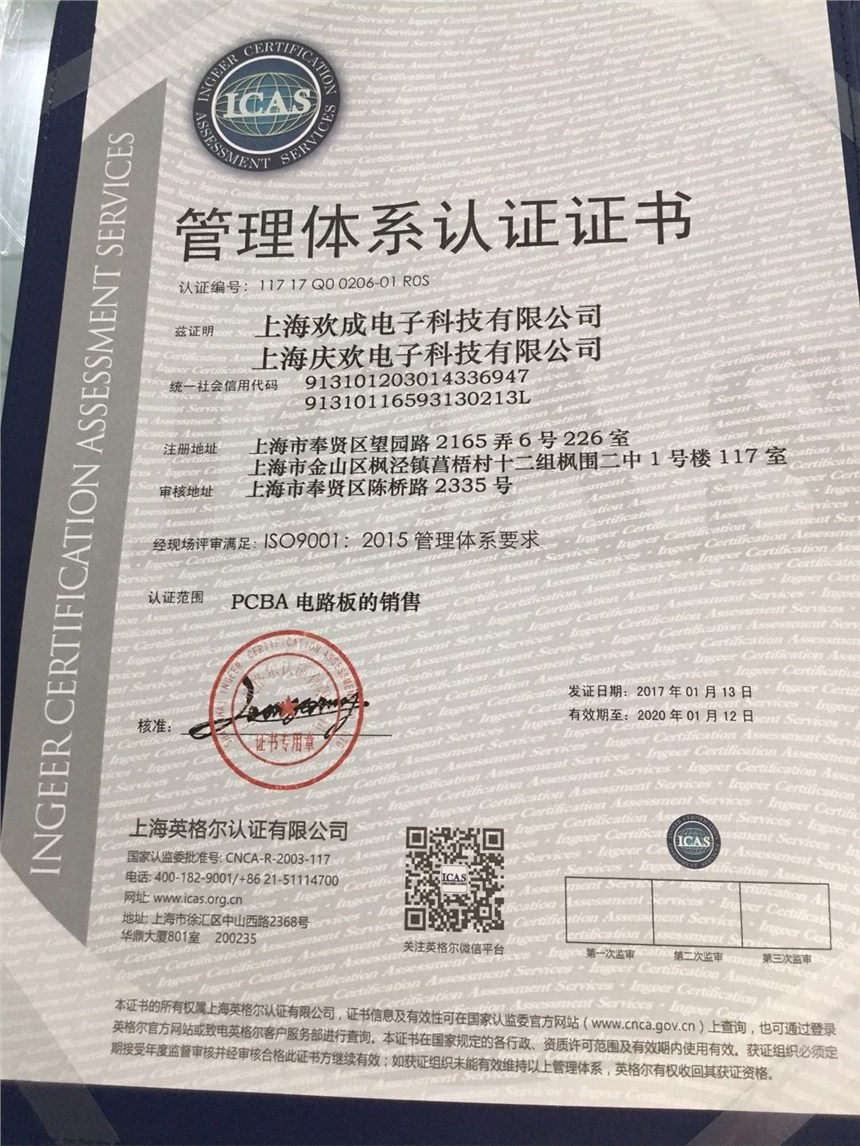 INGEER CERTIFICATION
ICAS
ASSESSMENT SERVICES
INGEER CERTIFICATION ASSESSMENT SERVICES
管理体系认证证书
认证编号：117 17 Q0 0206-01 R0S
兹证明 上海欢成电子科技有限公司
上海庆欢电子科技有限公司
统一社会信用代码 913101203014336947
91310116593130213L
注册地址 上海市奉贤区望园路 2165 弄 6 号 226 室
上海市金山区枫泾镇菖梧村十二组枫围二中 1 号楼 117 室
审核地址 上海市奉贤区陈桥路 2335 号
经现场评审满足：ISO9001：2015 管理体系要求
认证范围 PCBA 电路板的销售
发证日期：2017 年 01 月 13 日
有效期至：2020 年 01 月 12 日
核准：
证书专用章
上海英格尔认证有限公司
国家认监委批准号: CNCA-R-2003-117
电话: 400-182-9001/+86 21-51114700
网址: www.icas.org.cn
地址: 上海市徐汇区中山西路2368号
华鼎大厦801室 200235
ICAS
关注英格尔微信平台
ICAS
第一次监审 第二次监审 第三次监审
本证书的所有权属上海英格尔认证有限公司，证书信息及有效性可在国家认监委官方网站（www.cnca.gov.cn）上查询，也可通过登录
英格尔官方网站或致电英格尔客户服务部进行查询。本证书在国家规定的各行政、资质许可范围及有效期内使用有效。获证组织必须定
期接受年度监督审核并经审核合格此证书方继续有效；如获证组织未能有效维持以上管理体系，英格尔有权收回其获证资格。